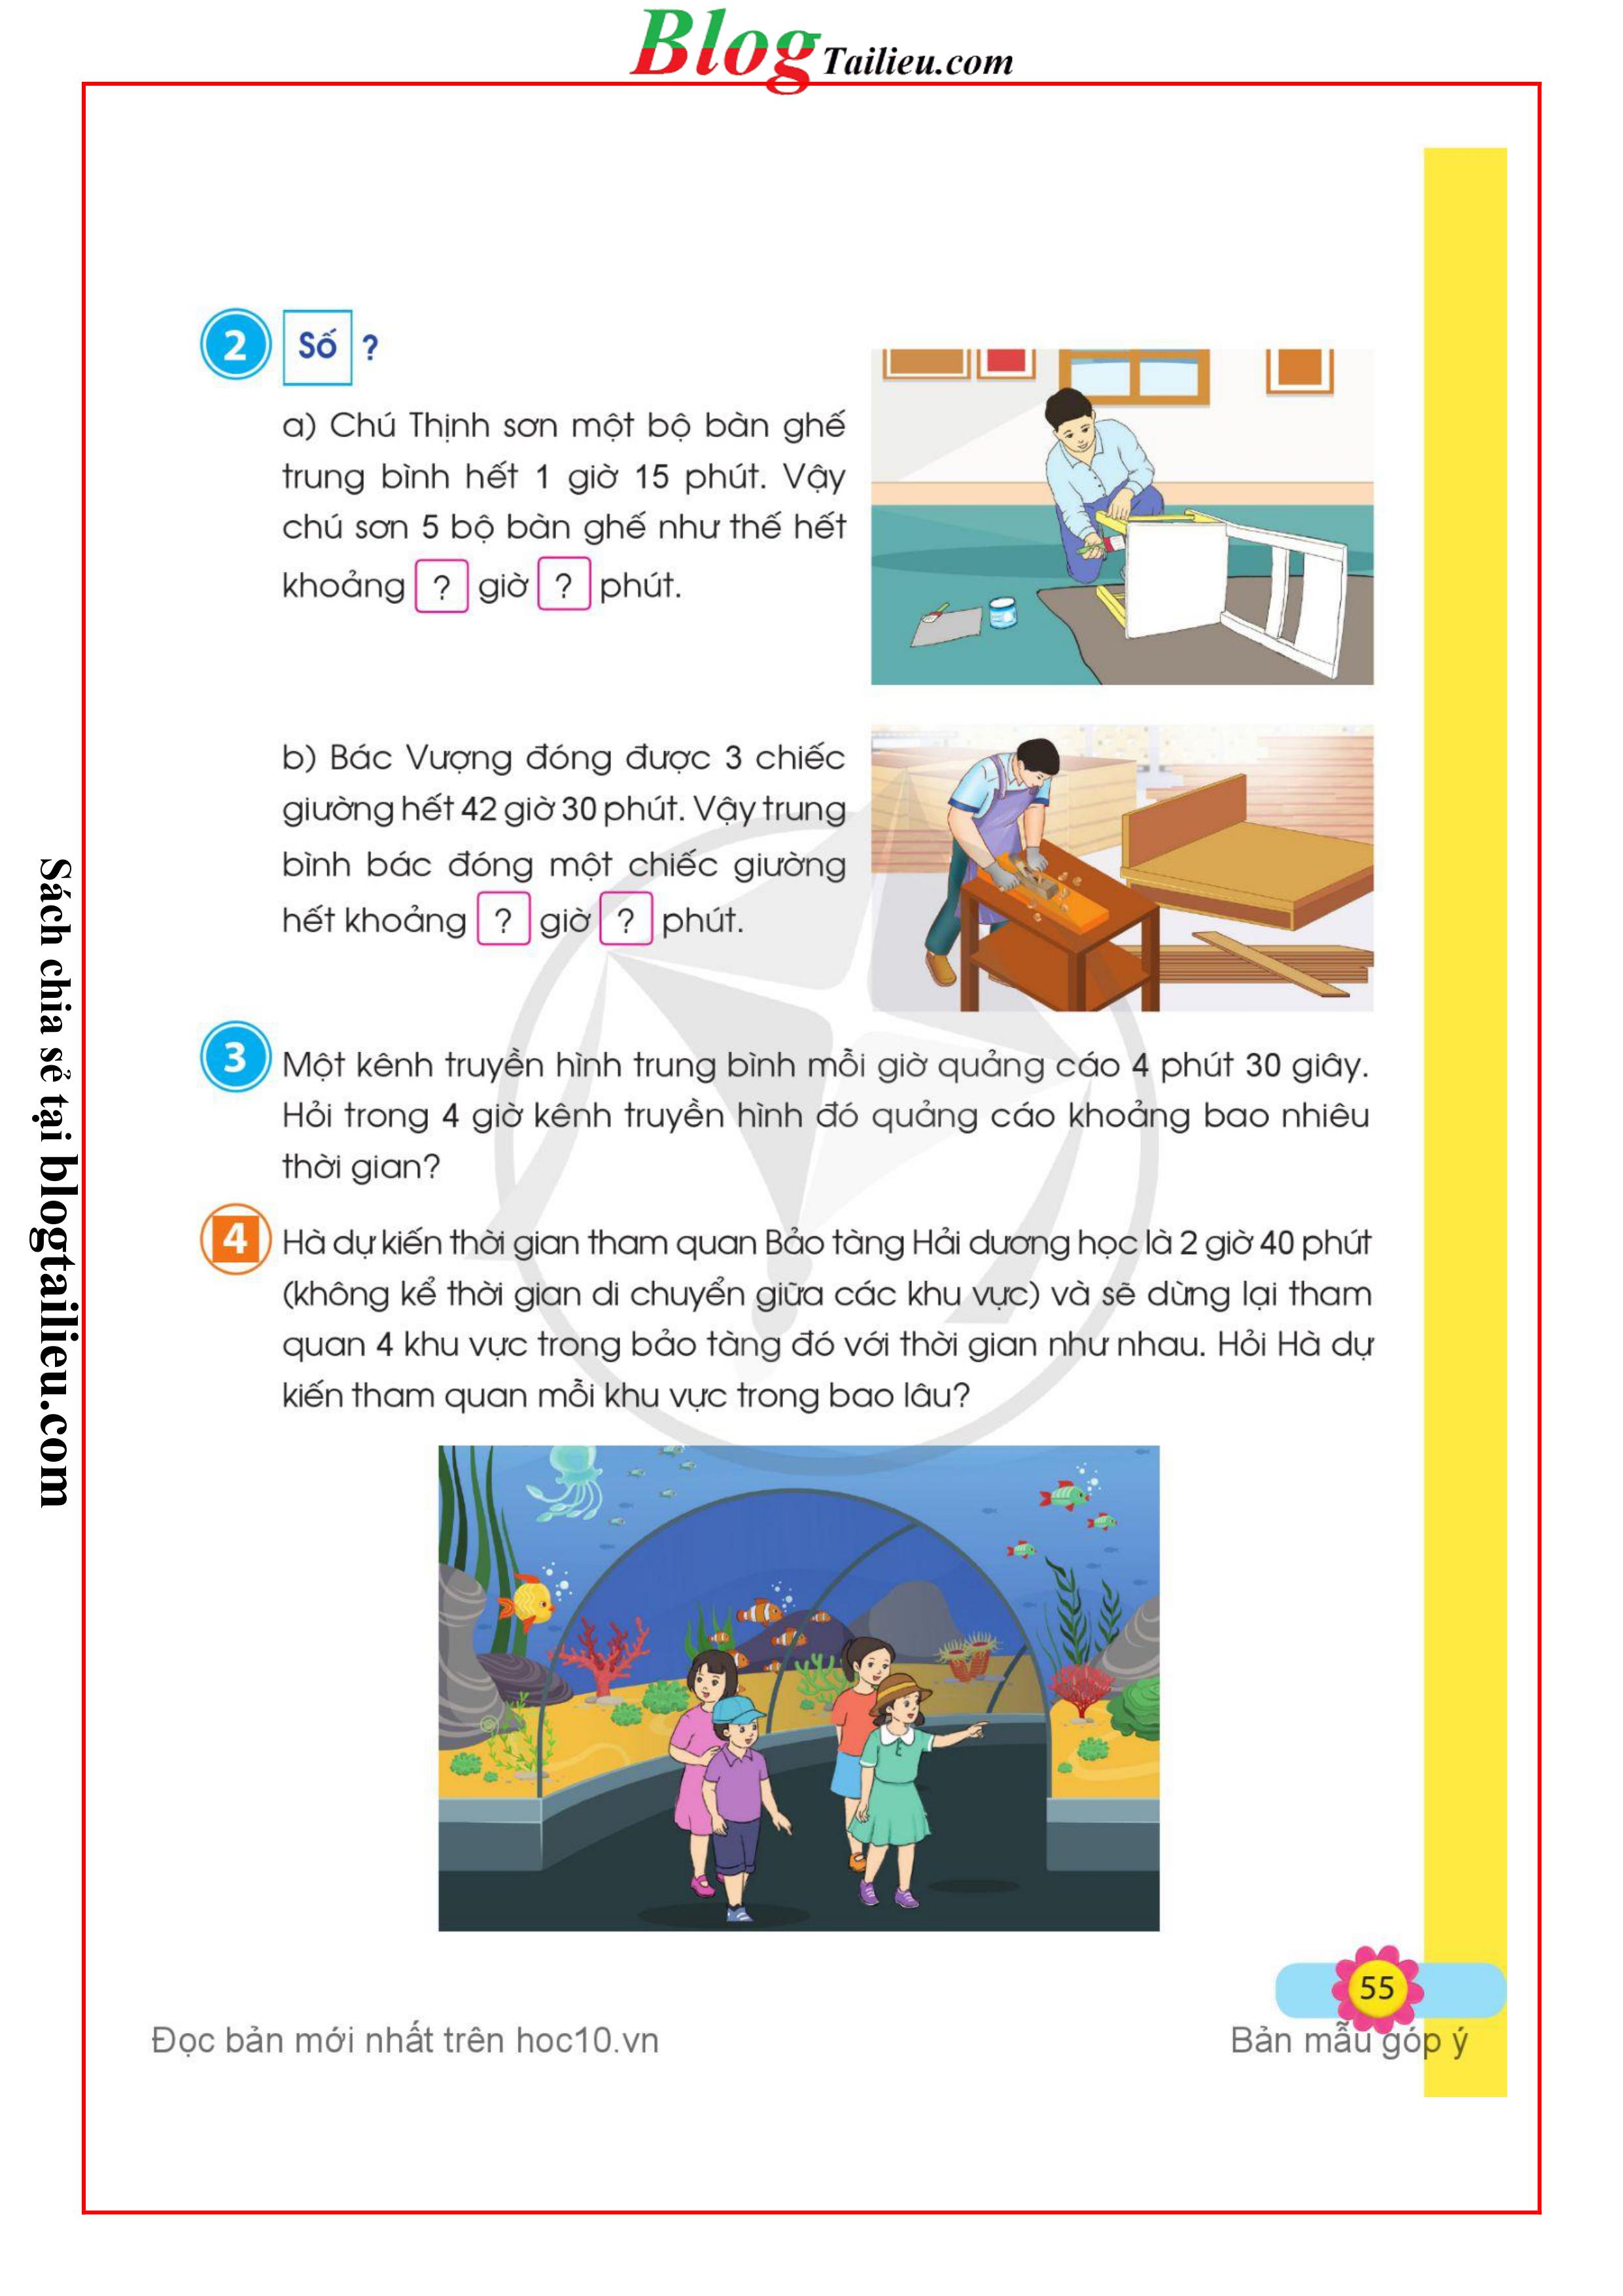 Blog Tailieu.com
2 Số ?
a) Chú Thịnh sơn một bộ bàn ghế
trung bình hết 1 giờ 15 phút. Vậy
chú sơn 5 bộ bàn ghế như thế hết
khoảng ? giờ ? phút.
b) Bác Vượng đóng được 3 chiếc
giường hết 42 giờ 30 phút. Vậy trung
bình bác đóng một chiếc giường
hết khoảng ? giờ ? phút.
3 Một kênh truyền hình trung bình mỗi giờ quảng cáo 4 phút 30 giây.
Hỏi trong 4 giờ kênh truyền hình đó quảng cáo khoảng bao nhiêu
thời gian?
4 Hà dự kiến thời gian tham quan Bảo tàng Hải dương học là 2 giờ 40 phút
(không kể thời gian di chuyển giữa các khu vực) và sẽ dừng lại tham
quan 4 khu vực trong bảo tàng đó với thời gian như nhau. Hỏi Hà dự
kiến tham quan mỗi khu vực trong bao lâu?
55
Đọc bản mới nhất trên hoc10.vn
Bản mẫu góp ý
Sách chia sẻ tại blogtailieu.com